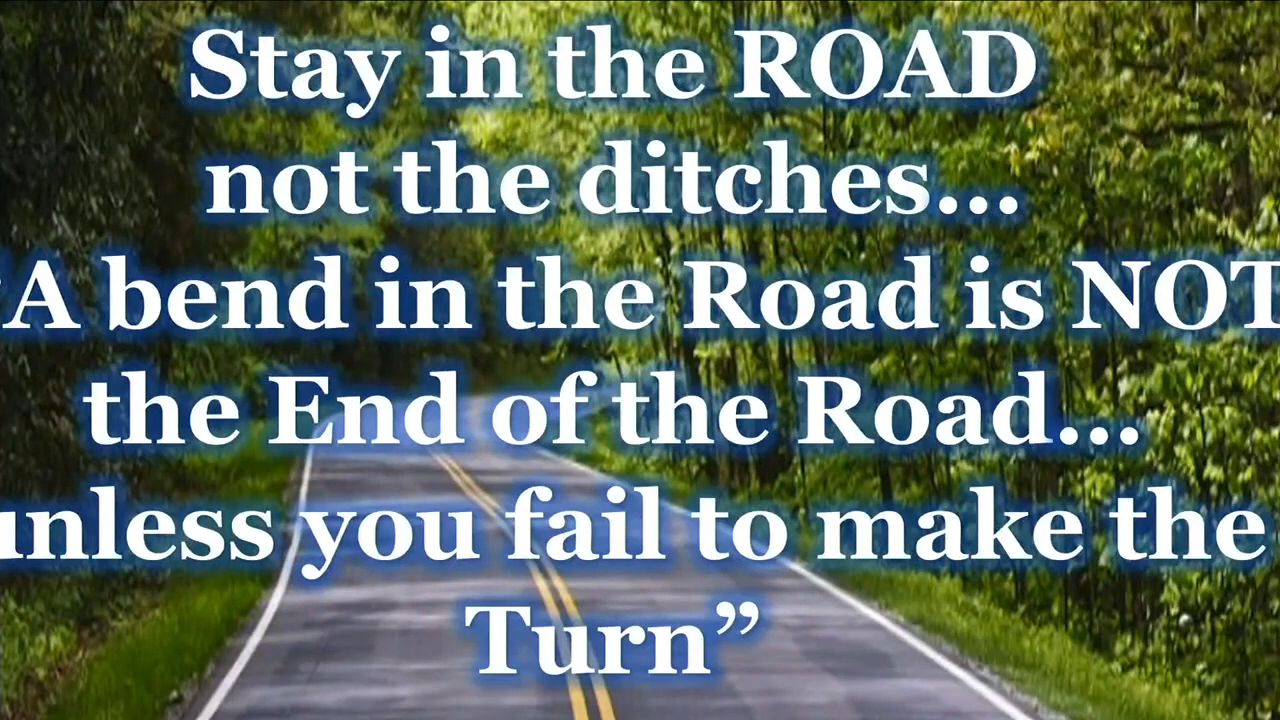 Stay in the ROAD
not the ditches...
“A bend in the Road is NOT
the End of the Road...
unless you fail to make the
Turn”